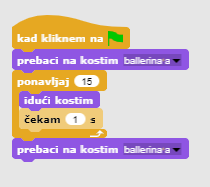 kad kliknem na
prebaci na kostim ballerina a
ponavljaj 15
idući kostim
čekam 1 s
prebaci na kostim ballerina a